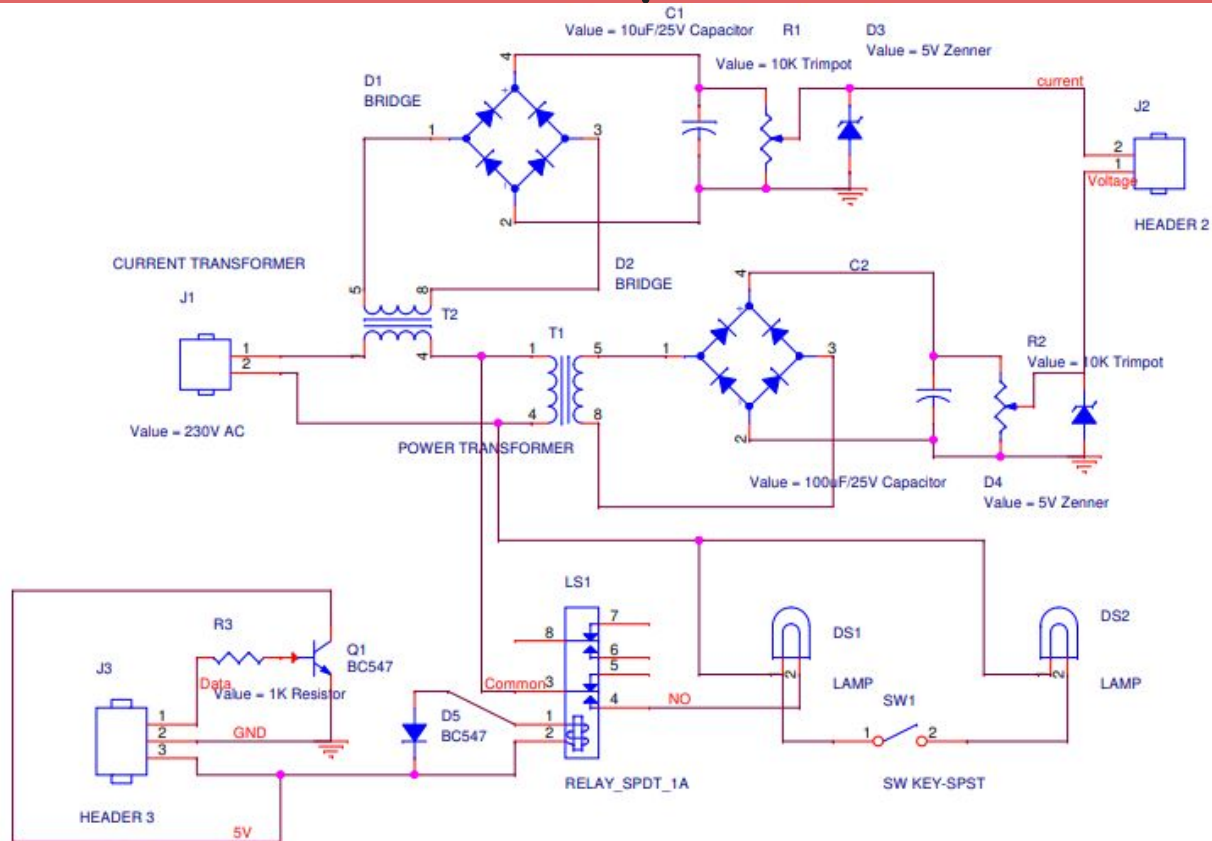 C1
Value = 10uF/25V Capacitor
R1
Value = 10K Trimpot
D3
Value = 5V Zenner
D1
BRIDGE
4
1
3
2
current
J2
2
1
Voltage
HEADER 2
CURRENT TRANSFORMER
J1
1
2
Value = 230V AC
5
8
T2
1
4
D2
BRIDGE
T1
1
5
4
8
POWER TRANSFORMER
4
1
3
2
C2
Value = 100uF/25V Capacitor
R2
Value = 10K Trimpot
D4
Value = 5V Zenner
LS1
7
8
6
5
Common
3
4
NO
1
2
RELAY_SPDT_1A
DS1
2
LAMP
DS2
2
LAMP
SW1
1
2
SW KEY-SPST
R3
Value = 1K Resistor
Q1
BC547
J3
Data
1
2
GND
3
HEADER 3
5V
D5
BC547